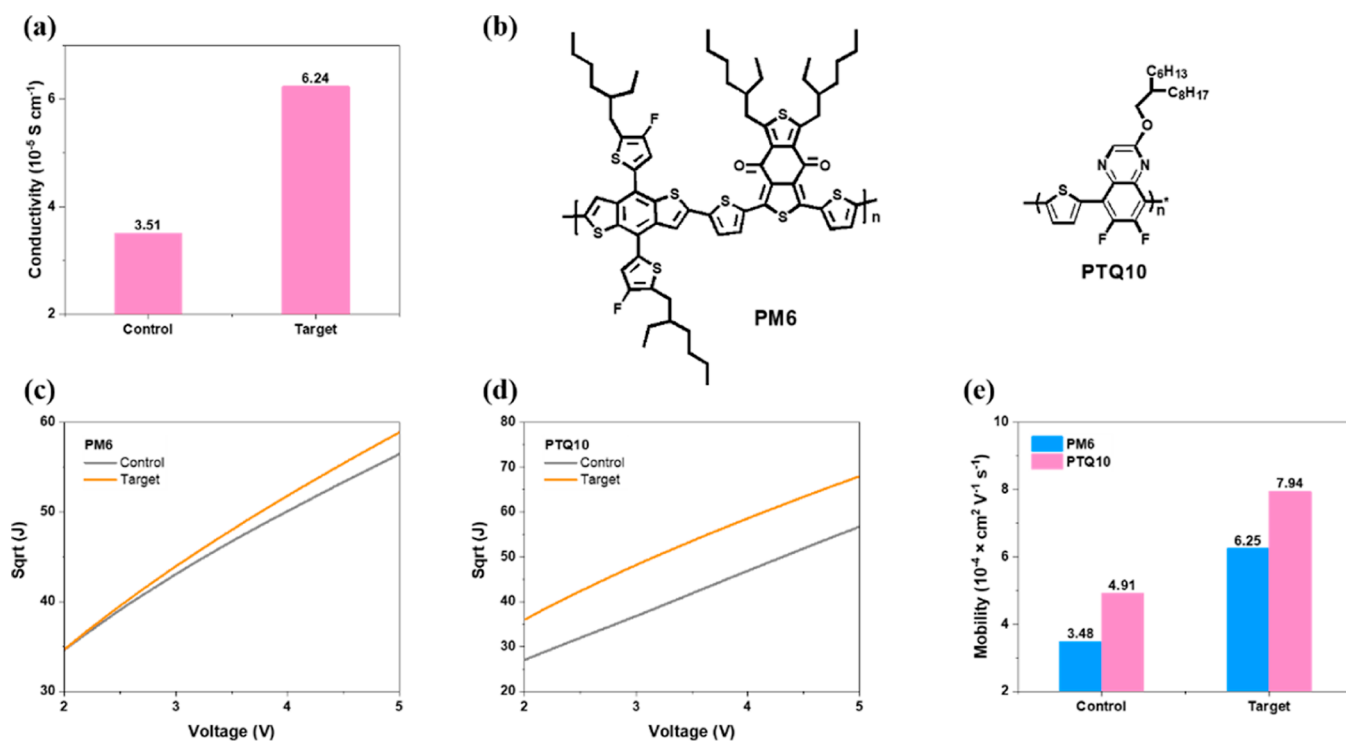 (a)
Conductivity (10⁻⁵ S cm⁻¹)
6
4
2
3.51
6.24
Control
Target
(b)
F
S
S
S
S
F
S
S
O
O
S
S
n
PM6
C₆H₁₃
C₈H₁₇
O
N
N
S
F
F
n*
PTQ10
(c)
Sqrt (J)
60
50
40
30
PM6
Control
Target
2
3
4
5
Voltage (V)
(d)
Sqrt (J)
80
70
60
50
40
30
20
PTQ10
Control
Target
2
3
4
5
Voltage (V)
(e)
Mobility (10⁻⁴ × cm² V⁻¹ s⁻¹)
10
8
6
4
2
PM6
PTQ10
3.48
4.91
6.25
7.94
Control
Target